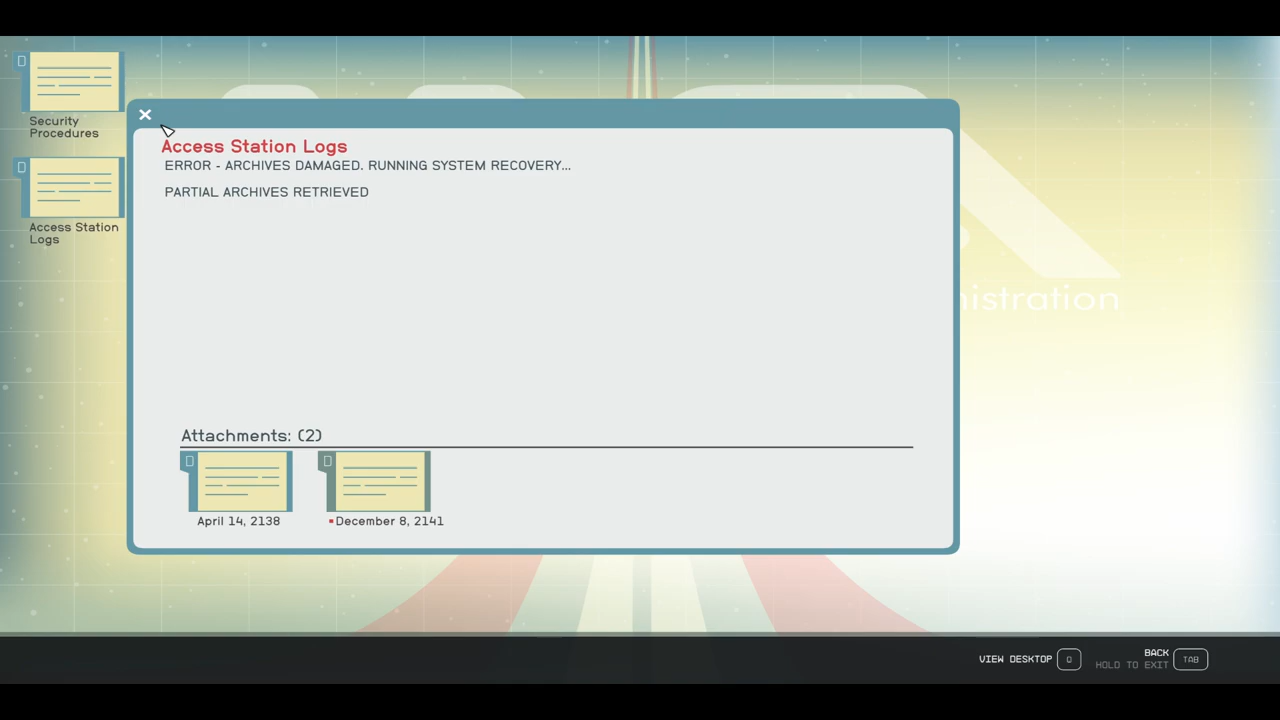 Security
Procedures
Access Station
Logs
Access Station Logs
ERROR - ARCHIVES DAMAGED. RUNNING SYSTEM RECOVERY...
PARTIAL ARCHIVES RETRIEVED
Attachments: (2)
April 14, 2138
December 8, 2141
nistration
VIEW DESKTOP Q
BACK
HOLD TO EXIT TAB